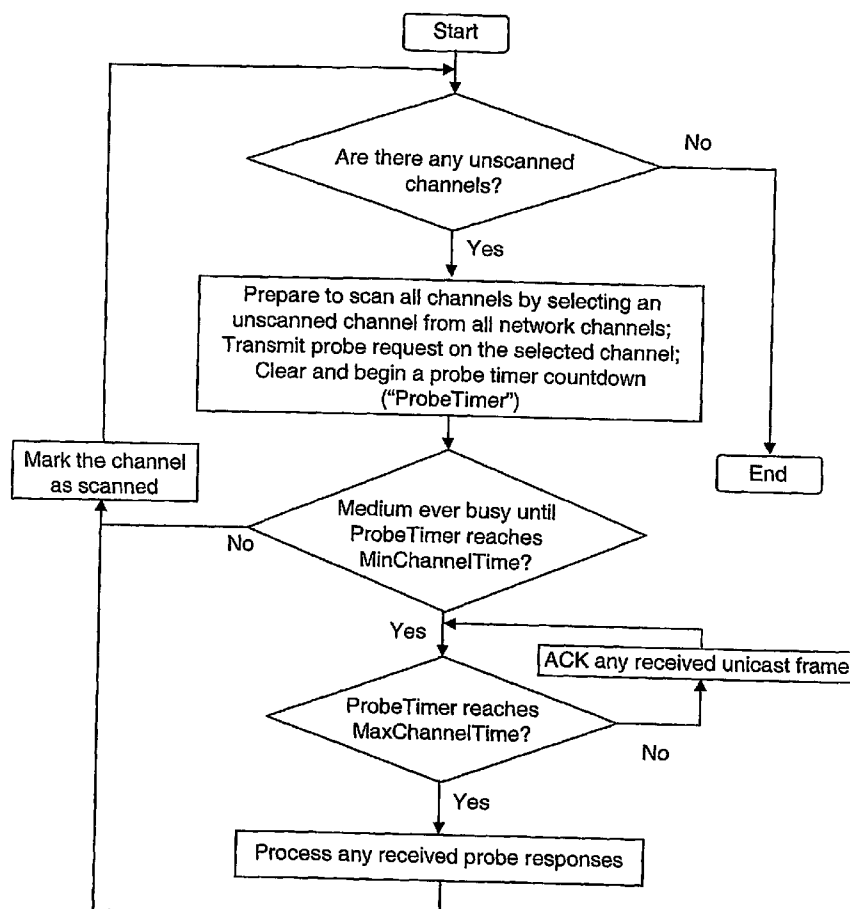 Start
No
Are there any unscanned
channels?
Yes
Prepare to scan all channels by selecting an
unscanned channel from all network channels;
Transmit probe request on the selected channel;
Clear and begin a probe timer countdown
("ProbeTimer")
Mark the channel
as scanned
End
Medium ever busy until
ProbeTimer reaches
MinChannelTime?
No
Yes
ACK any received unicast frame
ProbeTimer reaches
MaxChannelTime?
No
Yes
Process any received probe responses